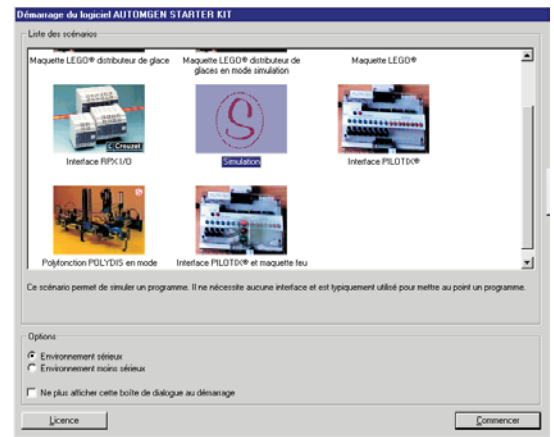 Démarrage du logiciel AUTOMGEN STARTER KIT
Liste des scénarios
Maquette LEGO® distributeur de glace
Maquette LEGO® distributeur de
glaces en mode simulation
Maquette LEGO®
Crouzet
Interface RPX I/O
Simulation
Interface PILOTIX®
Polyfonction POLYDIS en mode
Interface PILOTIX® et maquette feu
Ce scénario permet de simuler un programme. Il ne nécessite aucune interface et est typiquement utilisé pour mettre au point un programme.
Options
Environnement sérieux
Environnement moins sérieux
Ne plus afficher cette boîte de dialogue au démarrage
Licence
Commencer